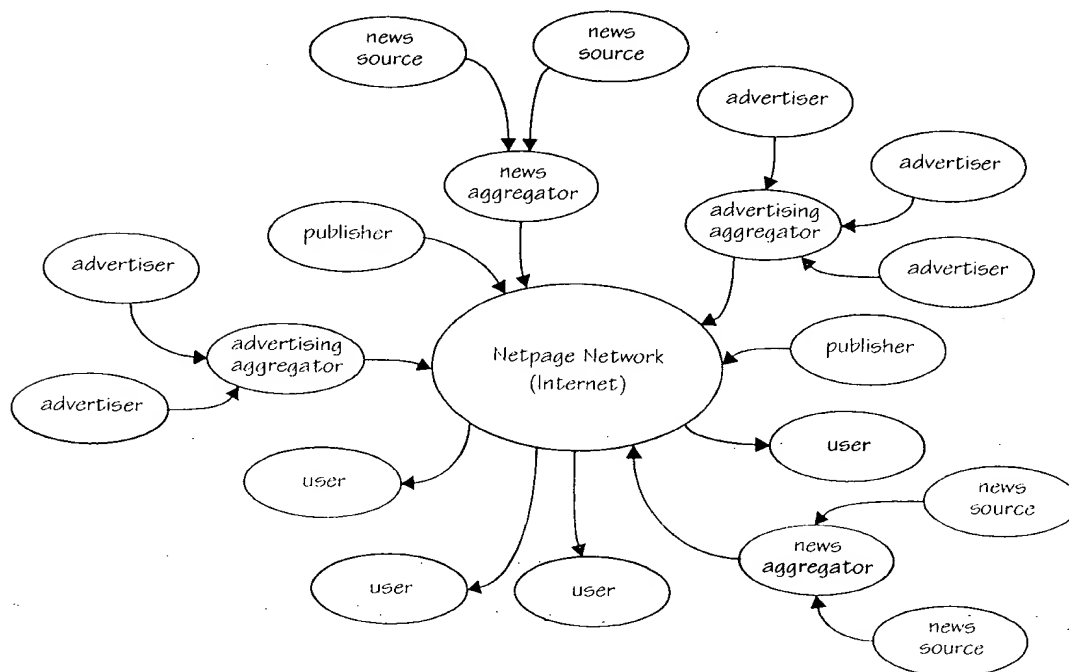 news
source
news
source
advertiser
advertiser
news
aggregator
advertising
aggregator
publisher
advertiser
advertiser
advertising
aggregator
Netpage Network
(Internet)
publisher
advertiser
user
user
news
source
news
aggregator
user
user
news
source